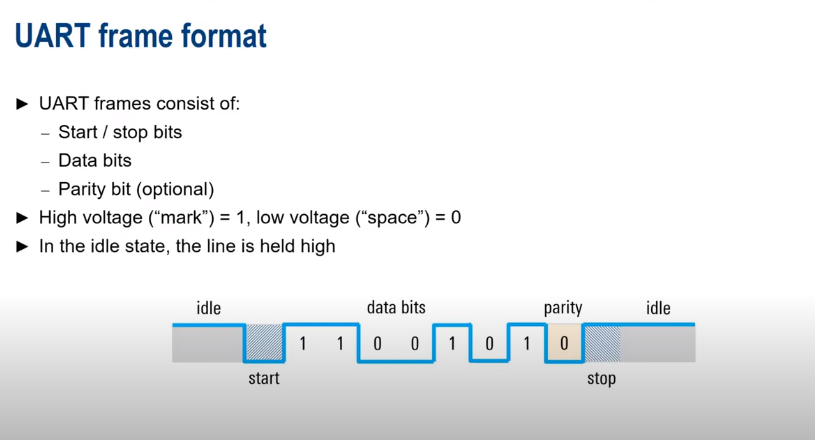 UART frame format
► UART frames consist of:
– Start / stop bits
– Data bits
– Parity bit (optional)
► High voltage (“mark”) = 1, low voltage (“space”) = 0
► In the idle state, the line is held high
idle data bits parity idle
1 1 0 0 1 0 1 0
start stop